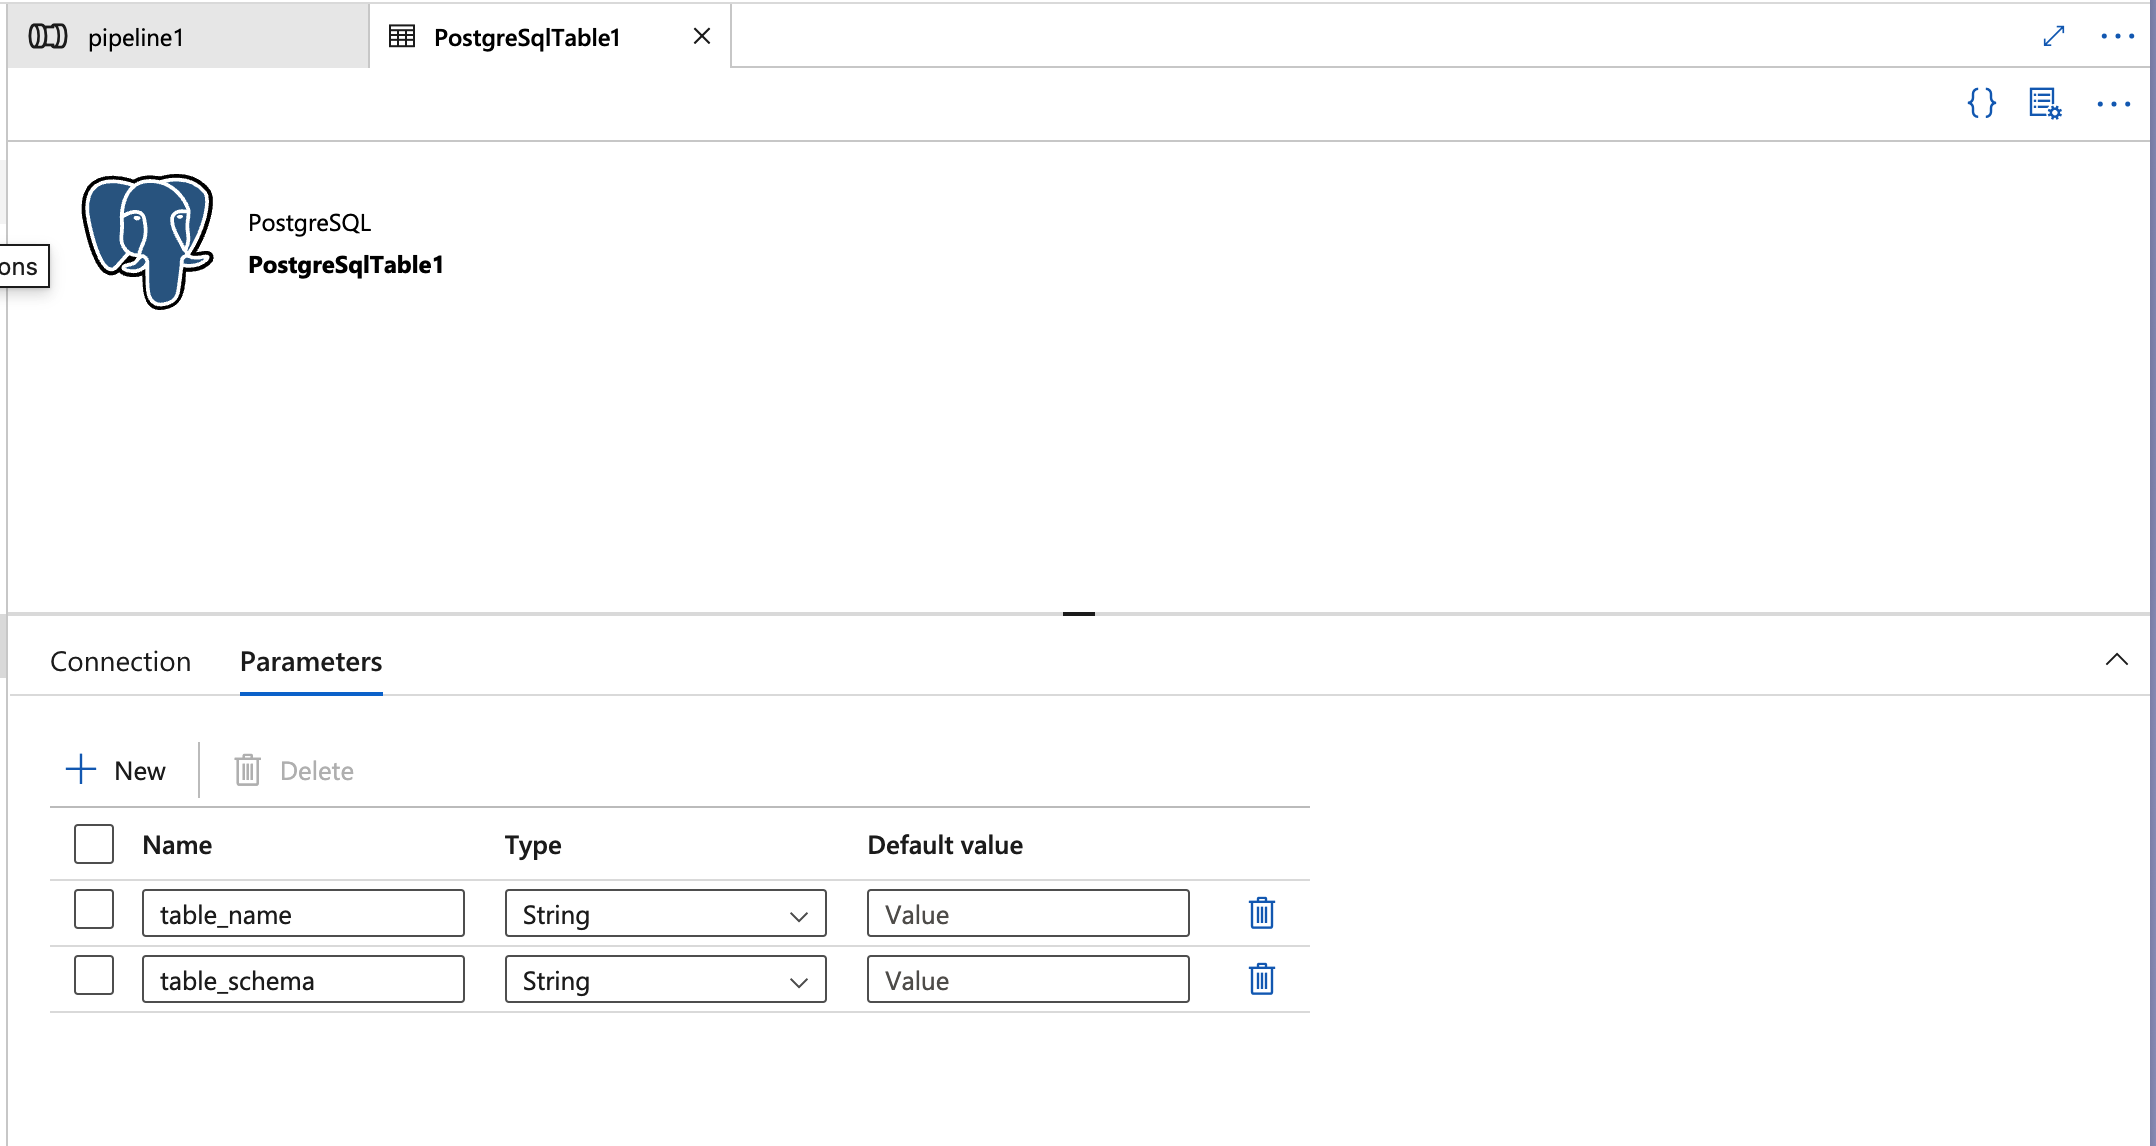 pipeline1
PostgreSqlTable1
PostgreSQL
PostgreSqlTable1
ons
Connection Parameters
New Delete
Name Type Default value
table_name String Value
table_schema String Value